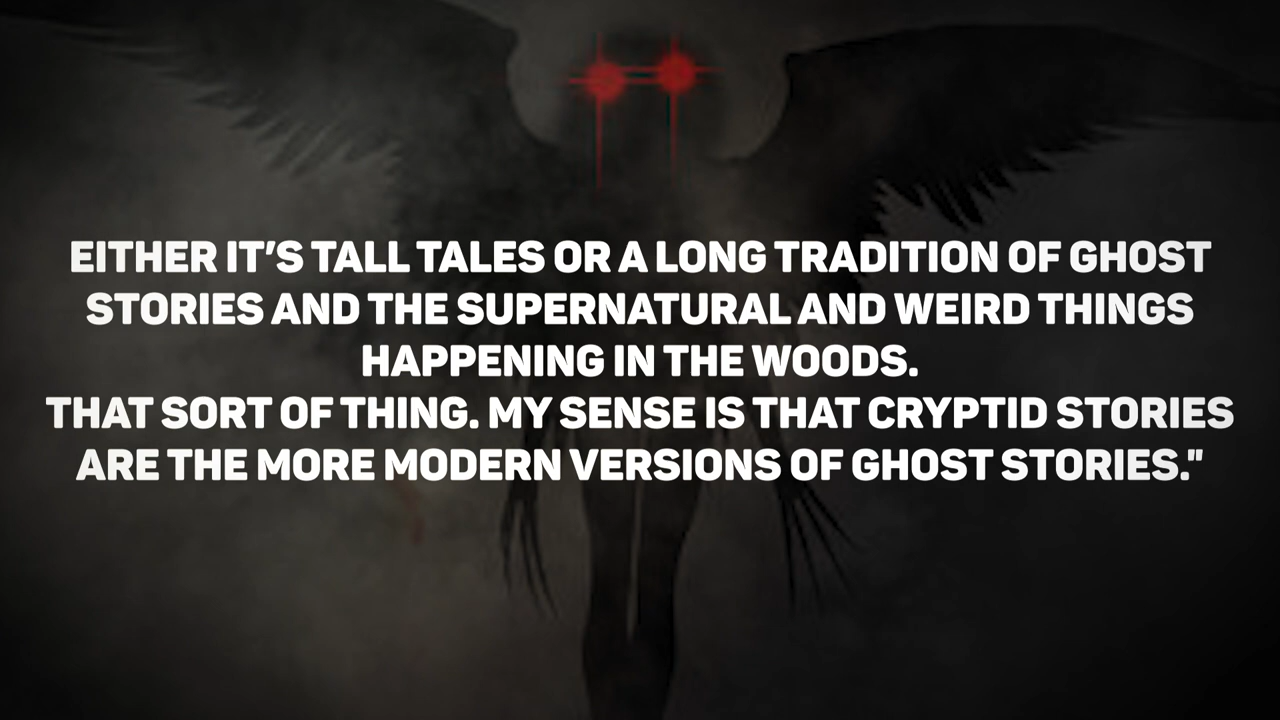 EITHER IT'S TALL TALES OR A LONG TRADITION OF GHOST
STORIES AND THE SUPERNATURAL AND WEIRD THINGS
HAPPENING IN THE WOODS.
THAT SORT OF THING. MY SENSE IS THAT CRYPTID STORIES
ARE THE MORE MODERN VERSIONS OF GHOST STORIES."